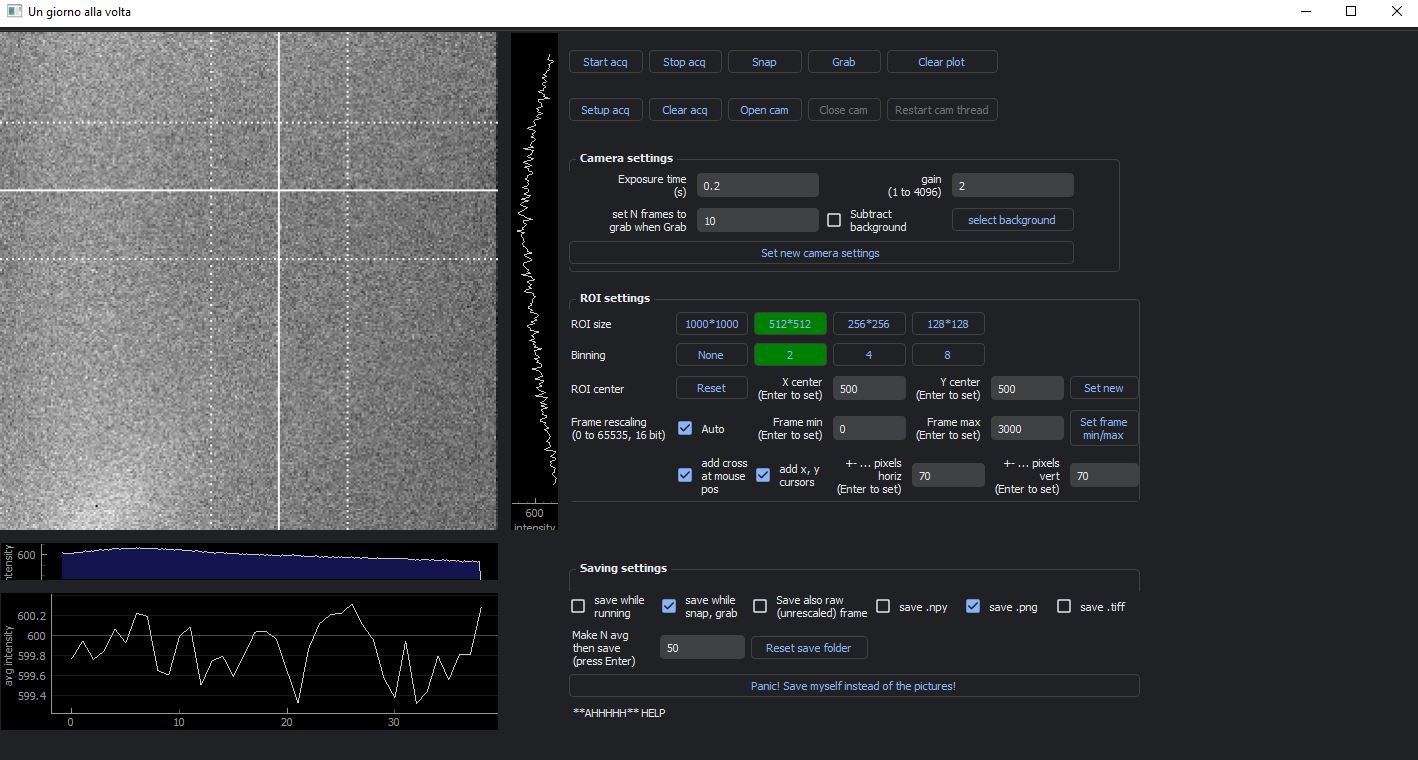 Un giorno alla volta
Start acq Stop acq Snap Grab Clear plot
Setup acq Clear acq Open cam Close cam Restart cam thread
Camera settings
Exposure time
(s)
0.2
gain
(1 to 4096)
2
set N frames to
grab when Grab
10
Subtract
background
select background
Set new camera settings
ROI settings
ROI size 1000*1000 512*512 256*256 128*128
Binning None 2 4 8
ROI center Reset
X center
(Enter to set)
500
Y center
(Enter to set)
500
Set new
Frame rescaling
(0 to 65535, 16 bit)
Auto
Frame min
(Enter to set)
0
Frame max
(Enter to set)
3000
Set frame
min/max
add cross
at mouse
pos
add x, y
cursors
+- ... pixels
horiz
(Enter to set)
70
+- ... pixels
vert
(Enter to set)
70
600
intensity
600
Saving settings
save while
running
save while
snap, grab
Save also raw
(unrescaled) frame
save .npy
save .png
save .tiff
Make N avg
then save
(press Enter)
50
Reset save folder
Panic! Save myself instead of the pictures!
**AHHHHH** HELP
avg intensity
600.2
600
599.8
599.6
599.4
0 10 20 30